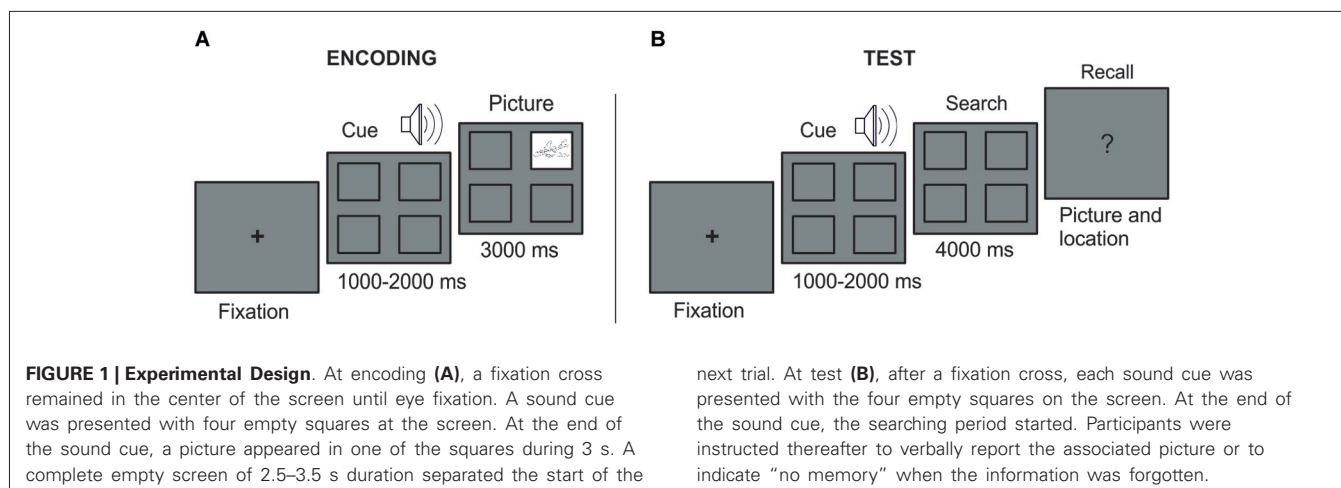 A
ENCODING
Cue
Picture
+
Fixation
1000-2000 ms
3000 ms
B
TEST
Cue
Search
Recall
+
?
Fixation
1000-2000 ms
4000 ms
Picture and
location
FIGURE 1 | Experimental Design. At encoding (A), a fixation cross
remained in the center of the screen until eye fixation. A sound cue
was presented with four empty squares at the screen. At the end of
the sound cue, a picture appeared in one of the squares during 3 s. A
complete empty screen of 2.5–3.5 s duration separated the start of the
next trial. At test (B), after a fixation cross, each sound cue was
presented with the four empty squares on the screen. At the end of
the sound cue, the searching period started. Participants were
instructed thereafter to verbally report the associated picture or to
indicate “no memory” when the information was forgotten.